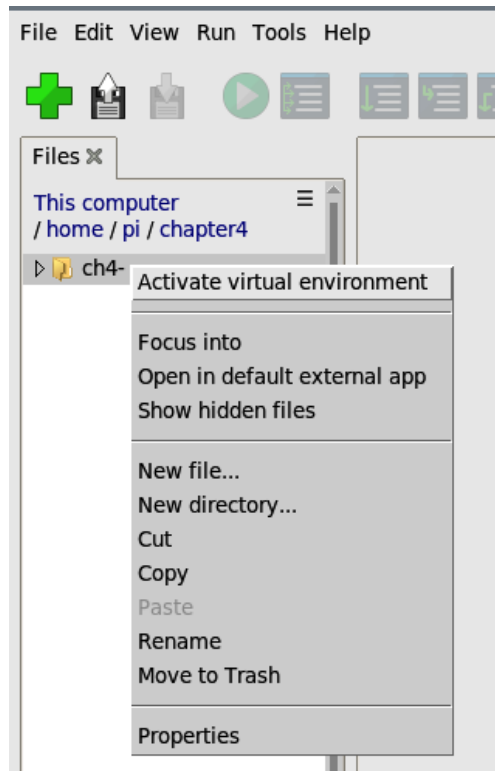 File Edit View Run Tools Help
Files
This computer
/ home / pi / chapter4
ch4-
Activate virtual environment
Focus into
Open in default external app
Show hidden files
New file...
New directory...
Cut
Copy
Paste
Rename
Move to Trash
Properties